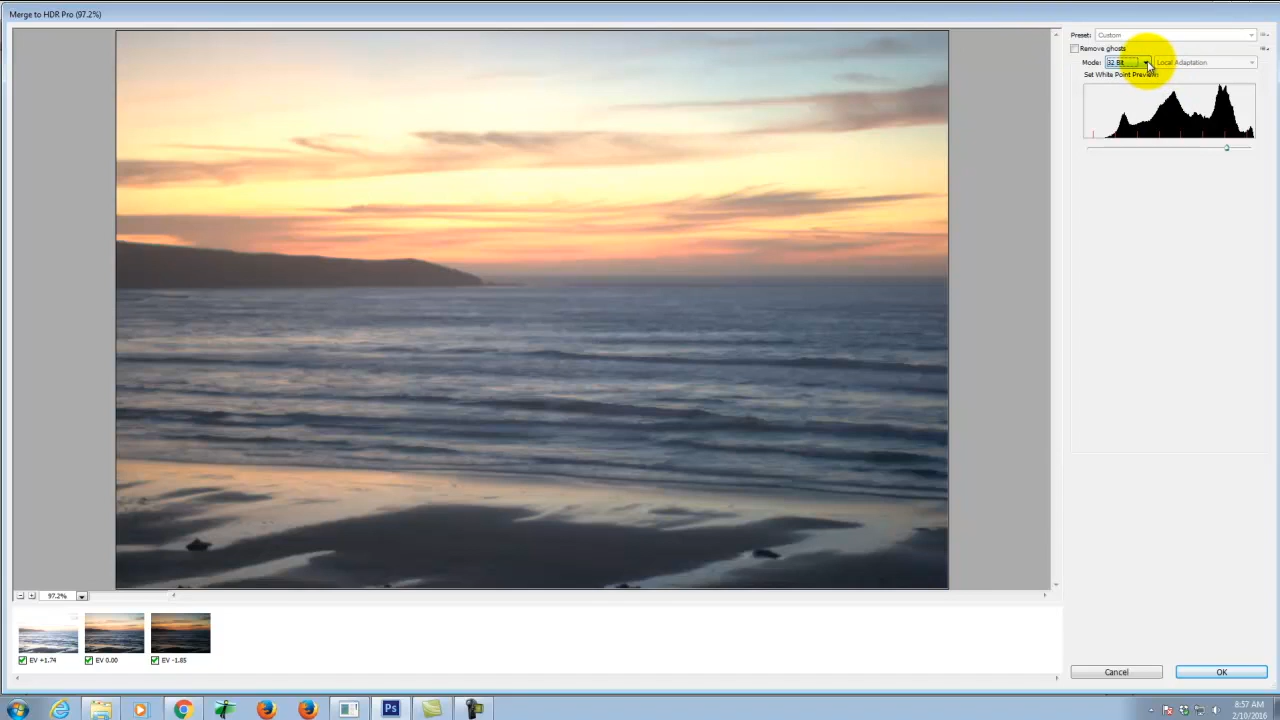 Merge to HDR Pro (97.2%)
Preset: Custom
Remove ghosts
Mode: 32 Bit Local Adaptation
Set White Point Preview:
97.2%
EV +1.74 EV 0.00 EV -1.85
Cancel OK
Ps
8:57 AM
2/10/2016